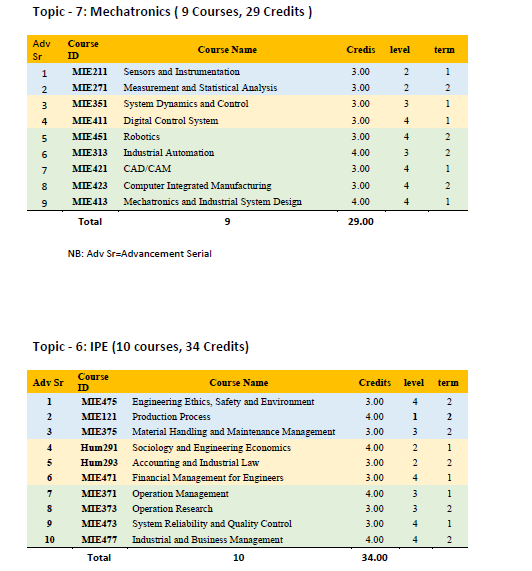 Topic - 7: Mechatronics ( 9 Courses, 29 Credits )
Adv Sr Course ID Course Name Credis level term
1 MIE211 Sensors and Instrumentation 3.00 2 1
2 MIE271 Measurement and Statistical Analysis 3.00 2 2
3 MIE351 System Dynamics and Control 3.00 3 1
4 MIE411 Digital Control System 3.00 4 1
5 MIE451 Robotics 3.00 4 2
6 MIE313 Industrial Automation 4.00 3 2
7 MIE421 CAD/CAM 3.00 4 1
8 MIE423 Computer Integrated Manufacturing 3.00 4 2
9 MIE413 Mechatronics and Industrial System Design 4.00 4 1
Total 9 29.00
NB: Adv Sr=Advancement Serial
Topic - 6: IPE (10 courses, 34 Credits)
Adv Sr Course ID Course Name Credits level term
1 MIE475 Engineering Ethics, Safety and Environment 3.00 4 2
2 MIE121 Production Process 4.00 1 2
3 MIE375 Material Handling and Maintenance Management 3.00 3 2
4 Hum291 Sociology and Engineering Economics 4.00 2 1
5 Hum293 Accounting and Industrial Law 3.00 2 2
6 MIE471 Financial Management for Engineers 3.00 4 1
7 MIE371 Operation Management 4.00 3 1
8 MIE373 Operation Research 3.00 3 2
9 MIE473 System Reliability and Quality Control 3.00 4 1
10 MIE477 Industrial and Business Management 4.00 4 2
Total 10 34.00